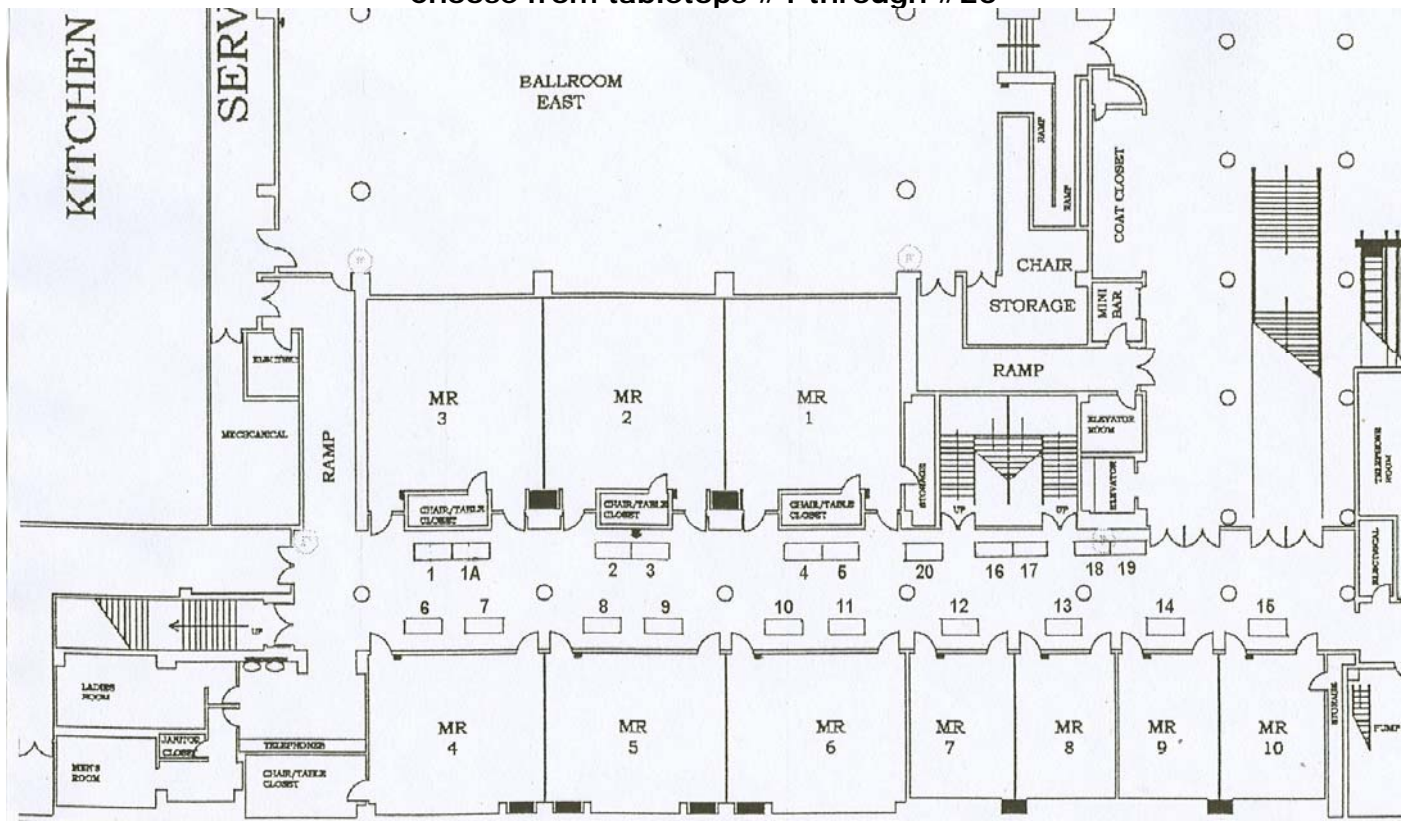 choose from tabletops # 1 through # 20
KITCHEN
SERV
BALLROOM
EAST
RAMP
RAMP
COAT CLOSET
CHAIR
STORAGE
MINI
BAR
RAMP
MECHANICAL
RAMP
MR
3
MR
2
MR
1
ELEVATOR
ROOM
ELEVATOR
STORAGE
CHAIR/TABLE
CLOSET
CHAIR/TABLE
CLOSET
CHAIR/TABLE
CLOSET
UP
UP
1 1A 2 3 4 5 20 16 17 18 19
6 7 8 9 10 11 12 13 14 15
UP
LADIES
ROOM
JANITOR
CLOSET
MEN'S
ROOM
TELEPHONES
CHAIR/TABLE
CLOSET
MR
4
MR
5
MR
6
MR
7
MR
8
MR
9
MR
10
STORAGE
PUMP